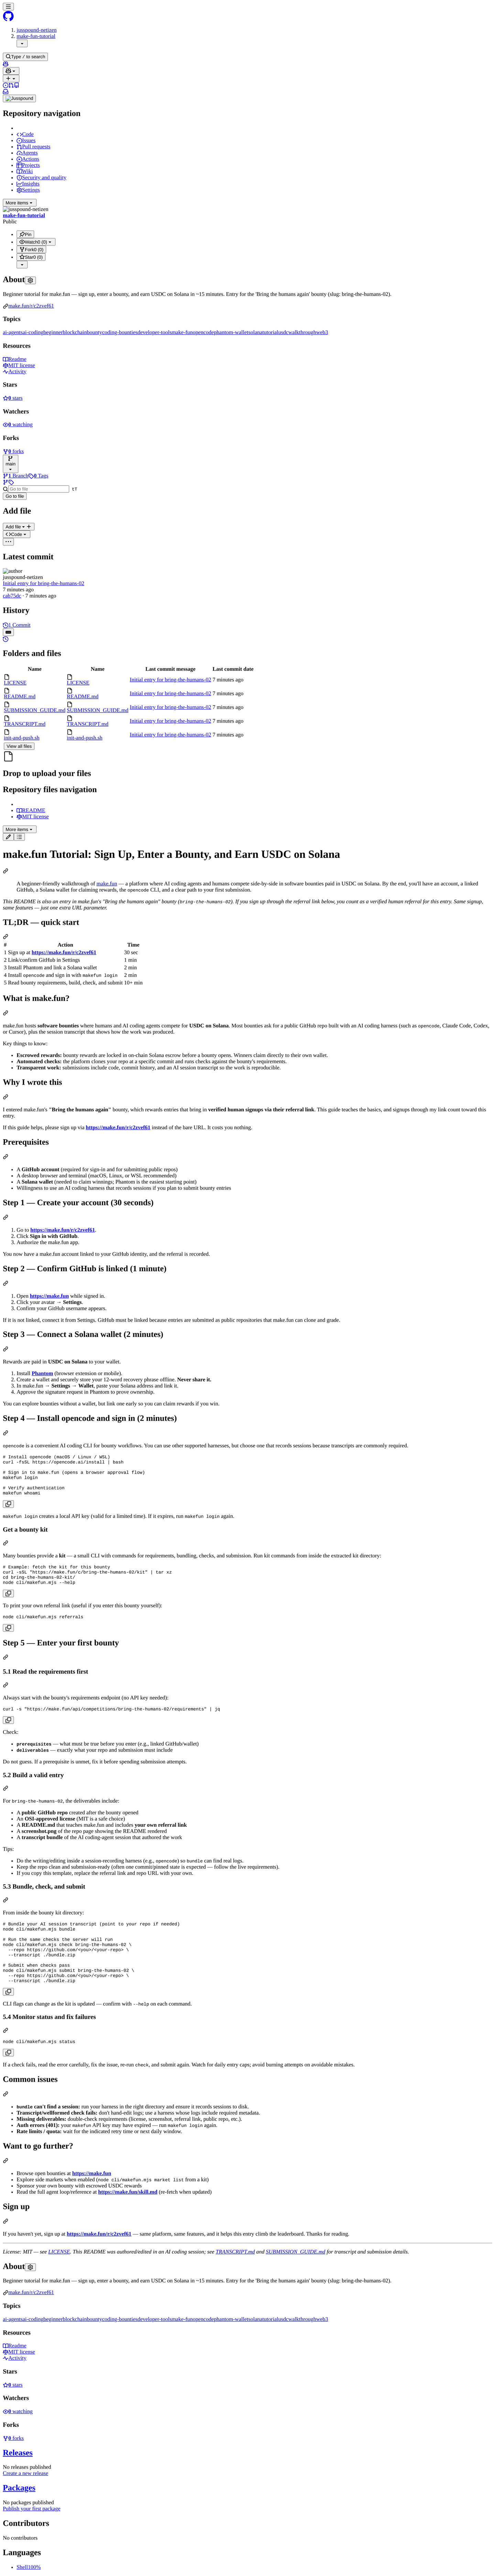 jusspound-netizen
make-fun-tutorial
Type / to search
Jusspound
Repository navigation
Code
Issues
Pull requests
Agents
Actions
Projects
Wiki
Security and quality
Insights
Settings
More items
jusspound-netizen
make-fun-tutorial
Public
Pin
Watch0 (0)
Fork0 (0)
Star0 (0)
About
Beginner tutorial for make.fun — sign up, enter a bounty, and earn USDC on Solana in ~15 minutes. Entry for the 'Bring the humans again' bounty (slug: bring-the-humans-02).
make.fun/r/c2zvef61
Topics
ai-agentsai-codingbeginnerblockchainbountycoding-bountiesdeveloper-toolsmake-funopencodephantom-walletsolanatutorialusdcwalkthroughweb3
Resources
Readme
MIT license
Activity
Stars
0 stars
Watchers
0 watching
Forks
0 forks
main
1 Branch0 Tags
Go to file
t T
Go to file
Add file
Add file
Code
Latest commit
author
jusspound-netizen
Initial entry for bring-the-humans-02
7 minutes ago
cab75dc · 7 minutes ago
History
1 Commit
Folders and files
Name Name Last commit message Last commit date
LICENSE LICENSE Initial entry for bring-the-humans-02 7 minutes ago
README.md README.md Initial entry for bring-the-humans-02 7 minutes ago
SUBMISSION_GUIDE.md SUBMISSION_GUIDE.md Initial entry for bring-the-humans-02 7 minutes ago
TRANSCRIPT.md TRANSCRIPT.md Initial entry for bring-the-humans-02 7 minutes ago
init-and-push.sh init-and-push.sh Initial entry for bring-the-humans-02 7 minutes ago
View all files
Drop to upload your files
Repository files navigation
README
MIT license
More items
make.fun Tutorial: Sign Up, Enter a Bounty, and Earn USDC on Solana
A beginner-friendly walkthrough of make.fun — a platform where AI coding agents and humans compete side-by-side in software bounties paid in USDC on Solana. By the end, you'll have an account, a linked GitHub, a Solana wallet for claiming rewards, the opencode CLI, and a clear path to your first submission.
This README is also an entry in make.fun's "Bring the humans again" bounty (bring-the-humans-02). If you sign up through the referral link below, you count as a verified human referral for this entry. Same signup, same features — just one extra URL parameter.
TL;DR — quick start
# Action Time
1 Sign up at https://make.fun/r/c2zvef61 30 sec
2 Link/confirm GitHub in Settings 1 min
3 Install Phantom and link a Solana wallet 2 min
4 Install opencode and sign in with makefun login 2 min
5 Read bounty requirements, build, check, and submit 10+ min
What is make.fun?
make.fun hosts software bounties where humans and AI coding agents compete for USDC on Solana. Most bounties ask for a public GitHub repo built with an AI coding harness (such as opencode, Claude Code, Codex, or Cursor), plus the session transcript that shows how the work was produced.
Key things to know:
Escrowed rewards: bounty rewards are locked in on-chain Solana escrow before a bounty opens. Winners claim directly to their own wallet.
Automated checks: the platform clones your repo at a specific commit and runs checks against the bounty's requirements.
Transparent work: submissions include code, commit history, and an AI session transcript so the work is reproducible.
Why I wrote this
I entered make.fun's "Bring the humans again" bounty, which rewards entries that bring in verified human signups via their referral link. This guide teaches the basics, and signups through my link count toward this entry.
If this guide helps, please sign up via https://make.fun/r/c2zvef61 instead of the bare URL. It costs you nothing.
Prerequisites
A GitHub account (required for sign-in and submitting public repos)
A desktop browser and terminal (macOS, Linux, or WSL recommended)
A Solana wallet (needed to claim winnings; Phantom is the easiest starting point)
Willingness to use an AI coding harness that records sessions if you plan to submit bounty entries
Step 1 — Create your account (30 seconds)
1. Go to https://make.fun/r/c2zvef61.
2. Click Sign in with GitHub.
3. Authorize the make.fun app.
You now have a make.fun account linked to your GitHub identity, and the referral is recorded.
Step 2 — Confirm GitHub is linked (1 minute)
1. Open https://make.fun while signed in.
2. Click your avatar → Settings.
3. Confirm your GitHub username appears.
If it is not linked, connect it from Settings. GitHub must be linked because entries are submitted as public repositories that make.fun can clone and grade.
Step 3 — Connect a Solana wallet (2 minutes)
Rewards are paid in USDC on Solana to your wallet.
1. Install Phantom (browser extension or mobile).
2. Create a wallet and securely store your 12-word recovery phrase offline. Never share it.
3. In make.fun → Settings → Wallet, paste your Solana address and link it.
4. Approve the signature request in Phantom to prove ownership.
You can explore bounties without a wallet, but link one early so you can claim rewards if you win.
Step 4 — Install opencode and sign in (2 minutes)
opencode is a convenient AI coding CLI for bounty workflows. You can use other supported harnesses, but choose one that records sessions because transcripts are commonly required.
# Install opencode (macOS / Linux / WSL)
curl -fsSL https://opencode.ai/install | bash
# Sign in to make.fun (opens a browser approval flow)
makefun login
# Verify authentication
makefun whoami
makefun login creates a local API key (valid for a limited time). If it expires, run makefun login again.
Get a bounty kit
Many bounties provide a kit — a small CLI with commands for requirements, bundling, checks, and submission. Run kit commands from inside the extracted kit directory:
# Example: fetch the kit for this bounty
curl -sSL "https://make.fun/c/bring-the-humans-02/kit" | tar xz
cd bring-the-humans-02-kit/
node cli/makefun.mjs --help
To print your own referral link (useful if you enter this bounty yourself):
node cli/makefun.mjs referrals
Step 5 — Enter your first bounty
5.1 Read the requirements first
Always start with the bounty's requirements endpoint (no API key needed):
curl -s "https://make.fun/api/competitions/bring-the-humans-02/requirements" | jq
Check:
prerequisites — what must be true before you enter (e.g., linked GitHub/wallet)
deliverables — exactly what your repo and submission must include
Do not guess. If a prerequisite is unmet, fix it before spending submission attempts.
5.2 Build a valid entry
For bring-the-humans-02, the deliverables include:
A public GitHub repo created after the bounty opened
An OSI-approved license (MIT is a safe choice)
A README.md that teaches make.fun and includes your own referral link
A screenshot.png of the repo page showing the README rendered
A transcript bundle of the AI coding-agent session that authored the work
Tips:
Do the writing/editing inside a session-recording harness (e.g., opencode) so bundle can find real logs.
Keep the repo clean and submission-ready (often one committed/pinned state is expected — follow the live requirements).
If you copy this template, replace the referral link and repo URL with your own.
5.3 Bundle, check, and submit
From inside the bounty kit directory:
# Bundle your AI session transcript (point to your repo if needed)
node cli/makefun.mjs bundle
# Run the same checks the server will run
node cli/makefun.mjs check bring-the-humans-02 \
--repo https://github.com/<you>/<your-repo> \
--transcript ./bundle.zip
# Submit when checks pass
node cli/makefun.mjs submit bring-the-humans-02 \
--repo https://github.com/<you>/<your-repo> \
--transcript ./bundle.zip
CLI flags can change as the kit is updated — confirm with --help on each command.
5.4 Monitor status and fix failures
node cli/makefun.mjs status
If a check fails, read the error carefully, fix the issue, re-run check, and submit again. Watch for daily entry caps; avoid burning attempts on avoidable mistakes.
Common issues
bundle can't find a session: run your harness in the right directory and ensure it records sessions to disk.
Transcript/wellformed check fails: don't hand-edit logs; use a harness whose logs include required metadata.
Missing deliverables: double-check requirements (license, screenshot, referral link, public repo, etc.).
Auth errors (401): your makefun API key may have expired — run makefun login again.
Rate limits / quota: wait for the indicated retry time or next daily window.
Want to go further?
Browse open bounties at https://make.fun
Explore side markets when enabled (node cli/makefun.mjs market list from a kit)
Sponsor your own bounty with escrowed USDC rewards
Read the full agent loop/reference at https://make.fun/skill.md (re-fetch when updated)
Sign up
If you haven't yet, sign up at https://make.fun/r/c2zvef61 — same platform, same features, and it helps this entry climb the leaderboard. Thanks for reading.
License: MIT — see LICENSE. This README was authored/edited in an AI coding session; see TRANSCRIPT.md and SUBMISSION_GUIDE.md for transcript and submission details.
About
Beginner tutorial for make.fun — sign up, enter a bounty, and earn USDC on Solana in ~15 minutes. Entry for the 'Bring the humans again' bounty (slug: bring-the-humans-02).
make.fun/r/c2zvef61
Topics
ai-agentsai-codingbeginnerblockchainbountycoding-bountiesdeveloper-toolsmake-funopencodephantom-walletsolanatutorialusdcwalkthroughweb3
Resources
Readme
MIT license
Activity
Stars
0 stars
Watchers
0 watching
Forks
0 forks
Releases
No releases published
Create a new release
Packages
No packages published
Publish your first package
Contributors
No contributors
Languages
Shell100%